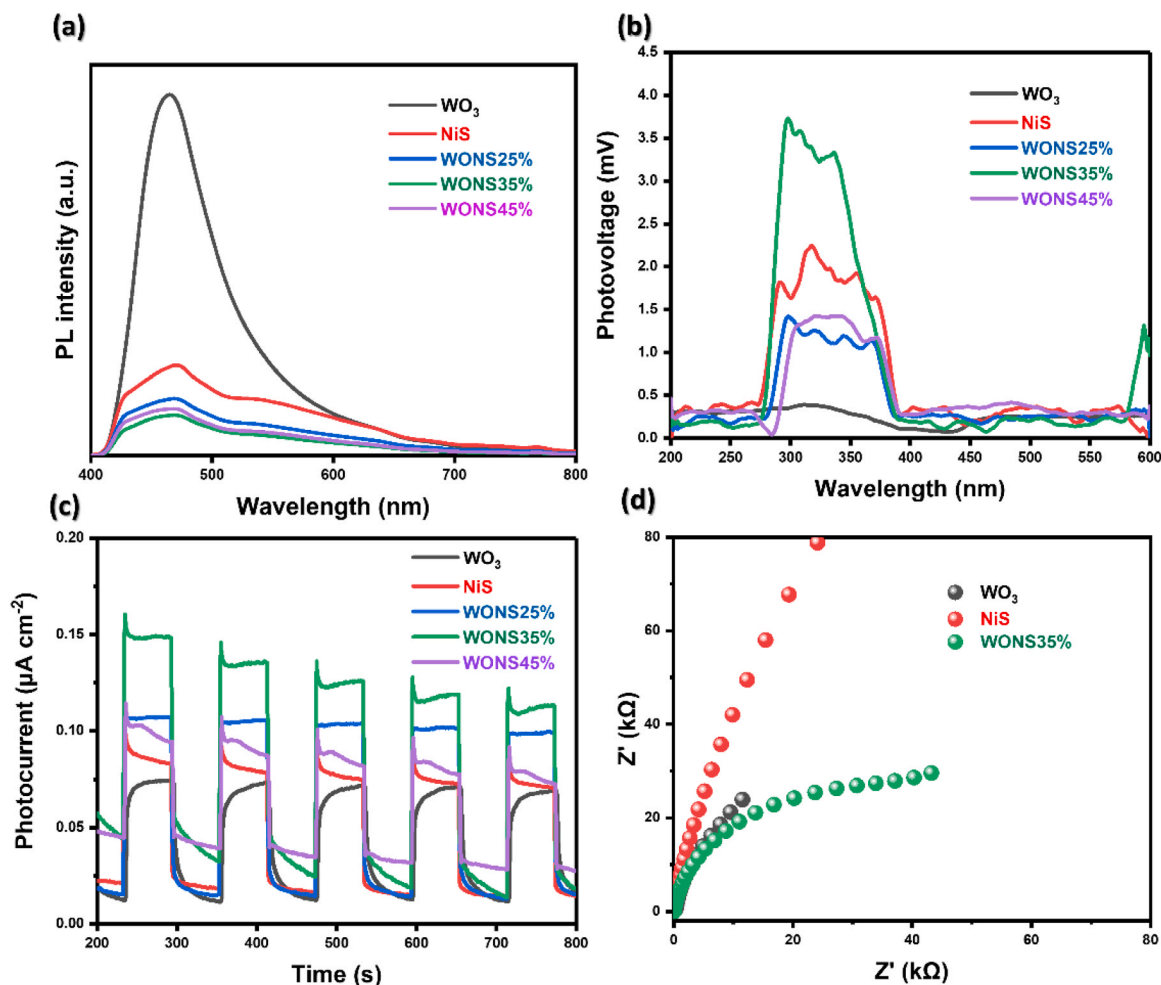 (a)
PL intensity (a.u.)
WO₃
NiS
WONS25%
WONS35%
WONS45%
400 500 600 700 800
Wavelength (nm)
(b)
Photovoltage (mV)
4.5
4.0
3.5
3.0
2.5
2.0
1.5
1.0
0.5
0.0
WO₃
NiS
WONS25%
WONS35%
WONS45%
200 250 300 350 400 450 500 550 600
Wavelength (nm)
(c)
Photocurrent (µA cm⁻²)
0.20
0.15
0.10
0.05
0.00
WO₃
NiS
WONS25%
WONS35%
WONS45%
200 300 400 500 600 700 800
Time (s)
(d)
Z' (kΩ)
80
60
40
20
0
WO₃
NiS
WONS35%
0 20 40 60 80
Z' (kΩ)